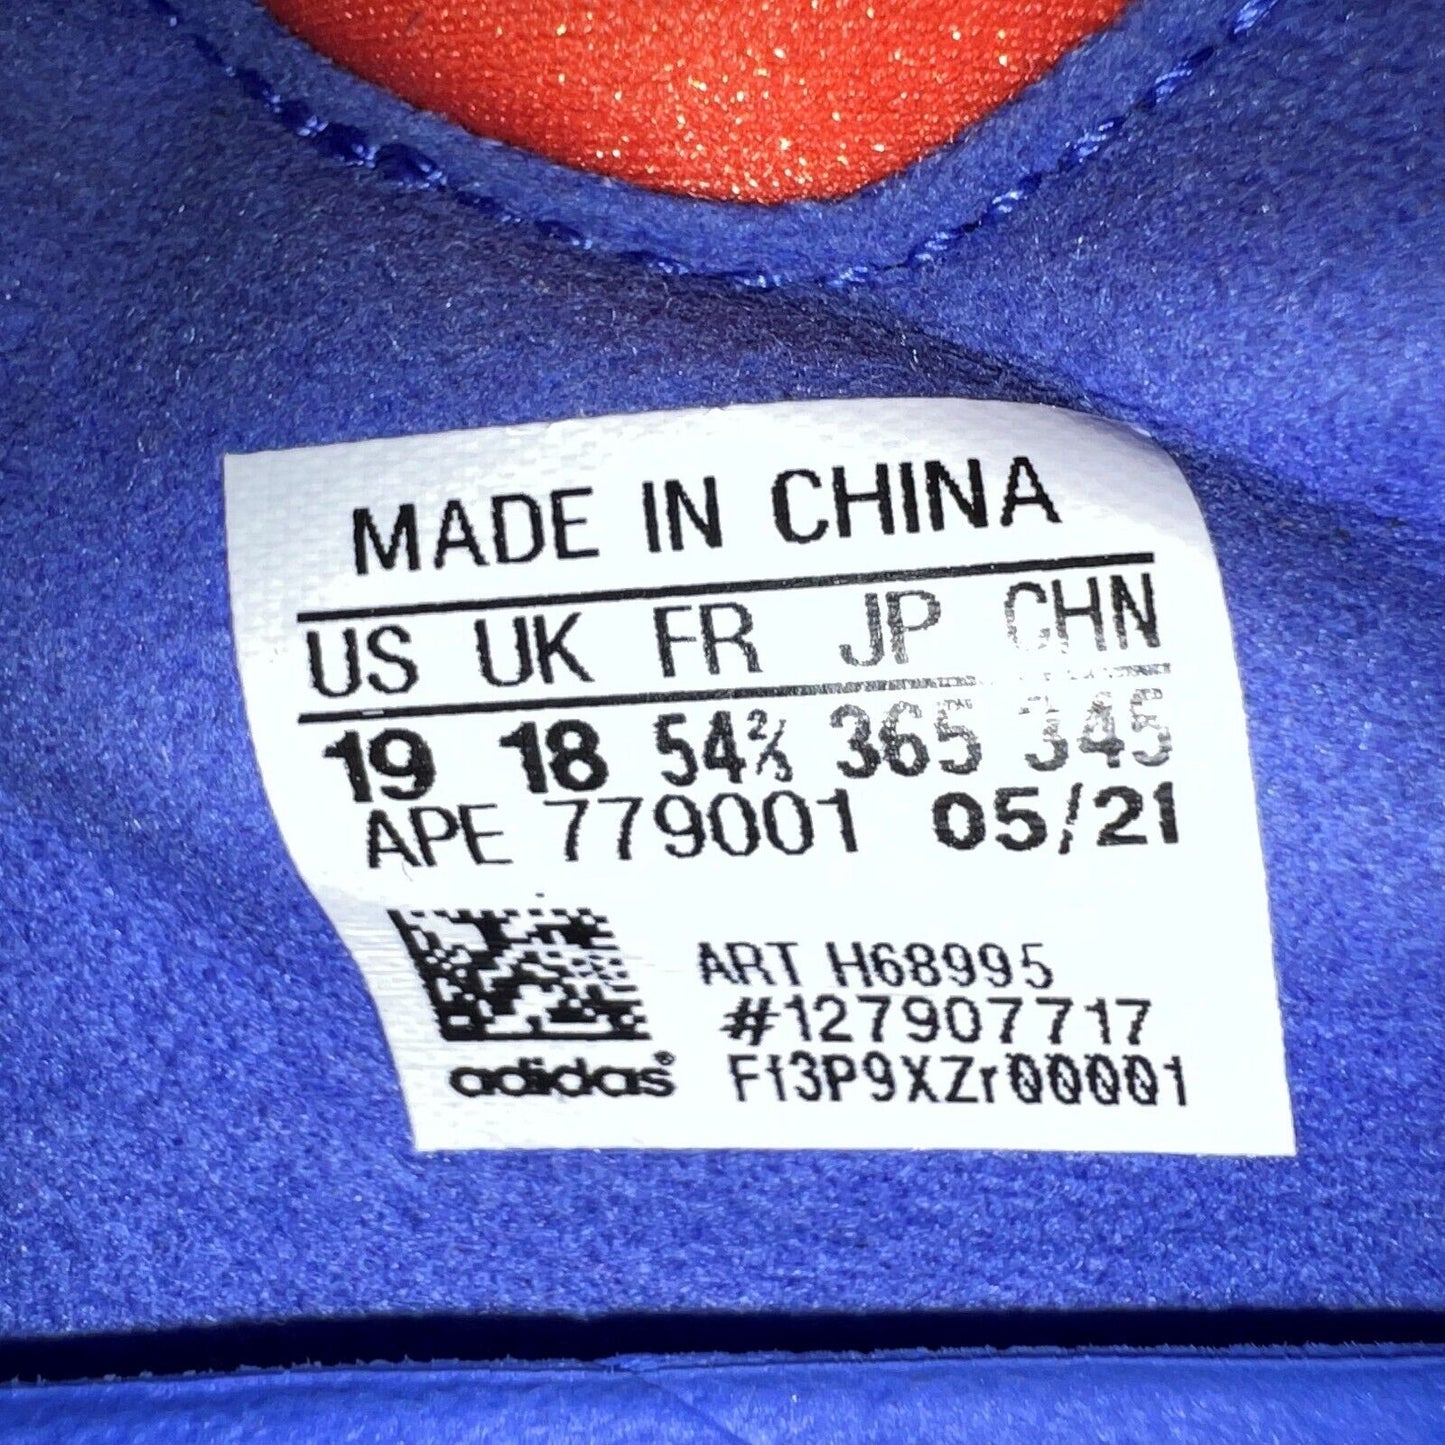 MADE IN CHINA
US UK FR JP CHN
19 18 54⅔ 365 345
APE 779001 05/21
ART H68995
#127907717
Ff3P9XZr00001
adidas®